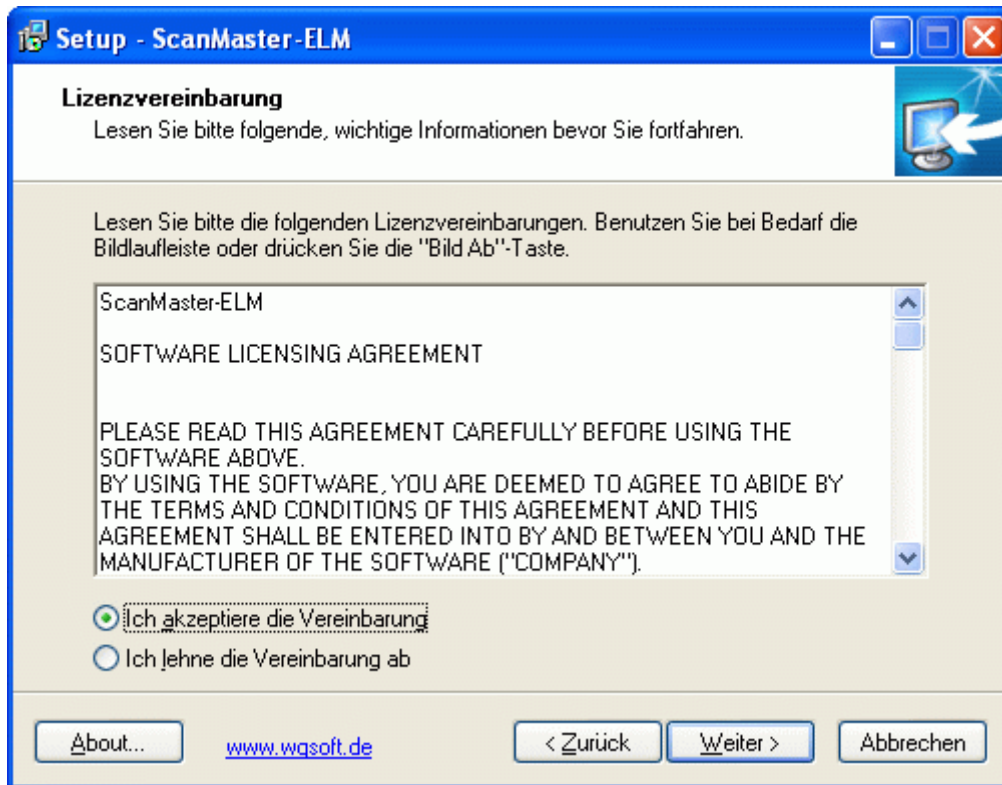 Setup - ScanMaster-ELM
Lizenzvereinbarung
Lesen Sie bitte folgende, wichtige Informationen bevor Sie fortfahren.
Lesen Sie bitte die folgenden Lizenzvereinbarungen. Benutzen Sie bei Bedarf die
Bildlaufleiste oder drücken Sie die "Bild Ab"-Taste.
ScanMaster-ELM
SOFTWARE LICENSING AGREEMENT
PLEASE READ THIS AGREEMENT CAREFULLY BEFORE USING THE
SOFTWARE ABOVE.
BY USING THE SOFTWARE, YOU ARE DEEMED TO AGREE TO ABIDE BY
THE TERMS AND CONDITIONS OF THIS AGREEMENT AND THIS
AGREEMENT SHALL BE ENTERED INTO BY AND BETWEEN YOU AND THE
MANUFACTURER OF THE SOFTWARE ("COMPANY").
Ich akzeptiere die Vereinbarung
Ich lehne die Vereinbarung ab
About... www.wgsoft.de < Zurück Weiter > Abbrechen